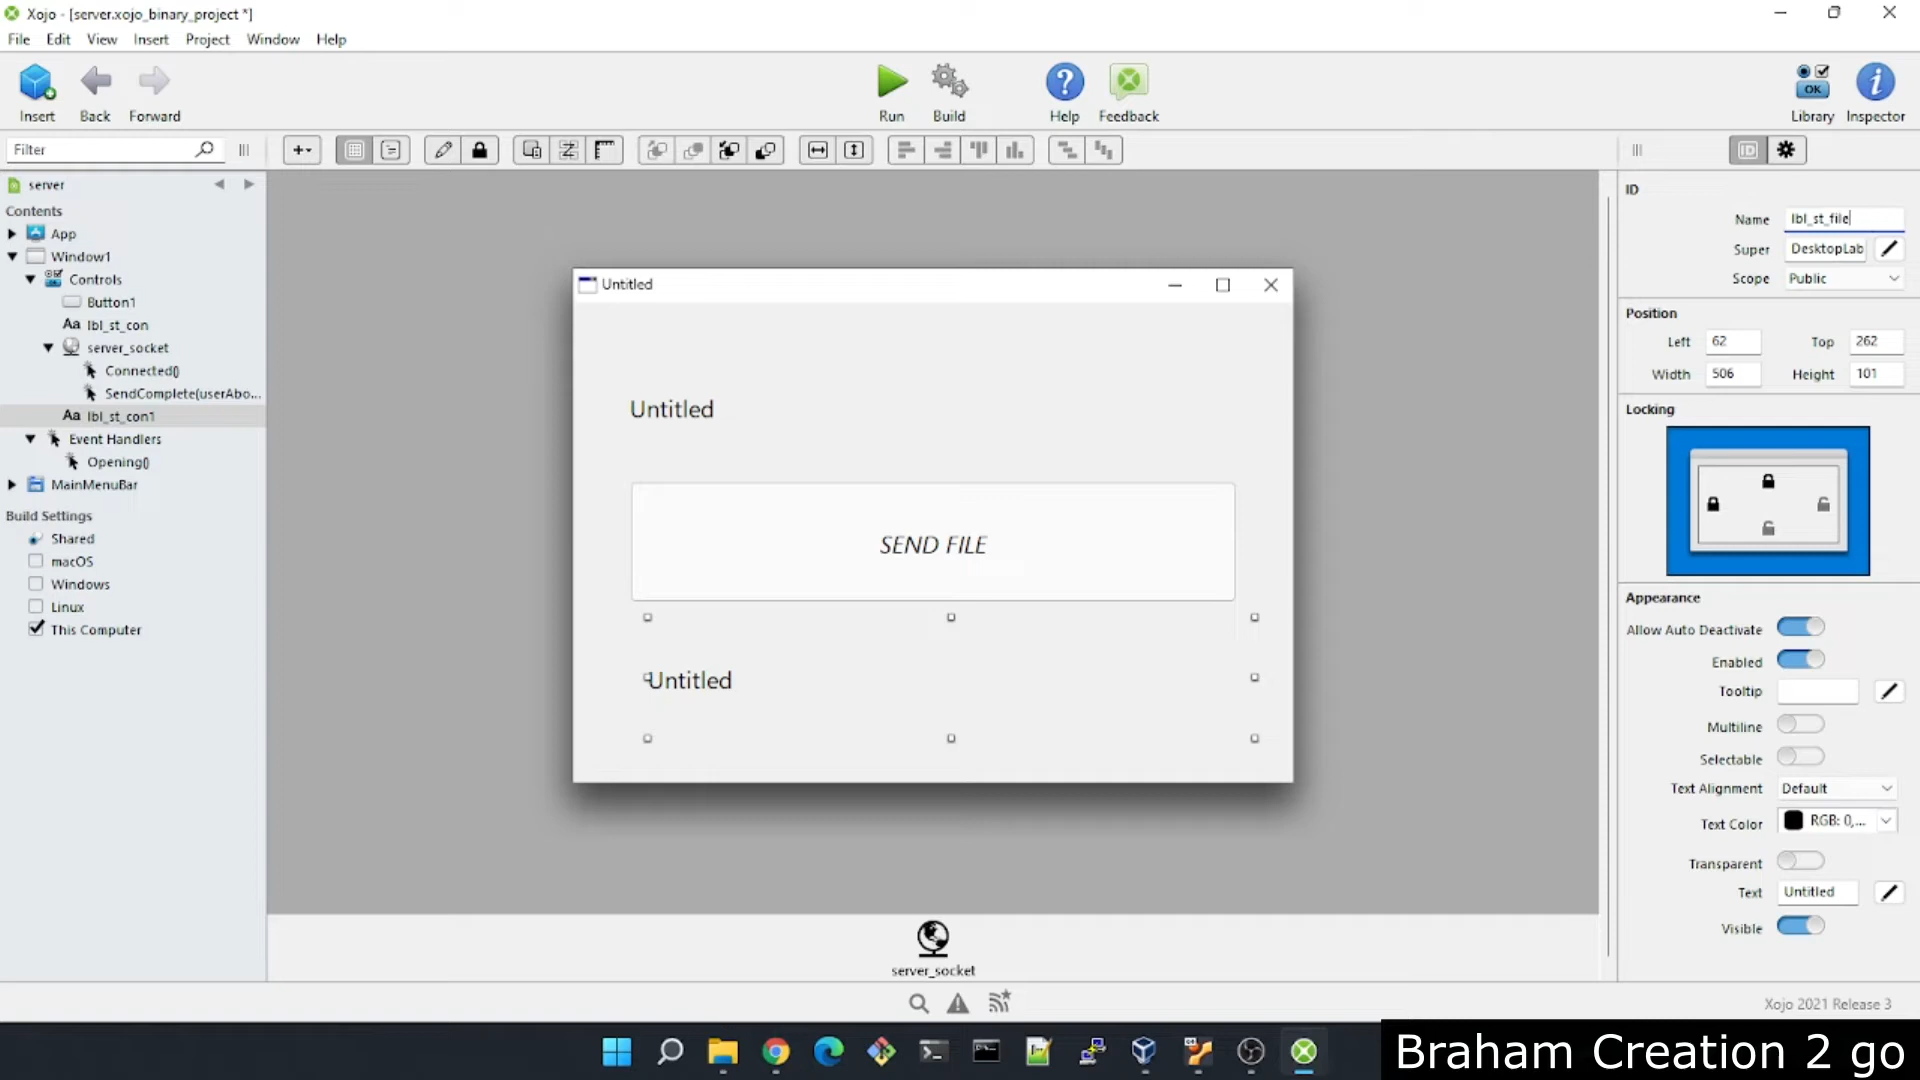 Xojo - [server.xojo_binary_project *]
File Edit View Insert Project Window Help
Insert Back Forward Run Build Help Feedback OK Library Inspector
Filter
server
Contents
App
Window1
Controls
Button1
Aa lbl_st_con
server_socket
Connected()
SendComplete(userAbo...
Aa lbl_st_con1
Event Handlers
Opening()
MainMenuBar
Build Settings
Shared
macOS
Windows
Linux
This Computer
Untitled
Untitled
SEND FILE
Untitled
server_socket
ID
ID
Name lbl_st_file
Super DesktopLab
Scope Public
Position
Left 62 Top 262
Width 506 Height 101
Locking
Appearance
Allow Auto Deactivate
Enabled
Tooltip
Multiline
Selectable
Text Alignment Default
Text Color RGB: 0,...
Transparent
Text Untitled
Visible
Xojo 2021 Release 3
Braham Creation 2 go